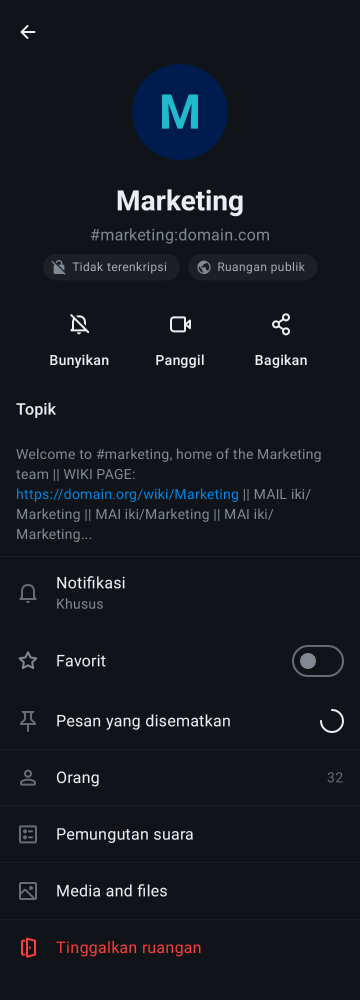 M
Marketing
#marketing:domain.com
Tidak terenkripsi
Ruangan publik
Bunyikan
Panggil
Bagikan
Topik
Welcome to #marketing, home of the Marketing
team || WIKI PAGE:
https://domain.org/wiki/Marketing || MAIL iki/
Marketing || MAI iki/Marketing || MAI iki/
Marketing...
Notifikasi
Khusus
Favorit
Pesan yang disematkan
Orang 32
Pemungutan suara
Media and files
Tinggalkan ruangan